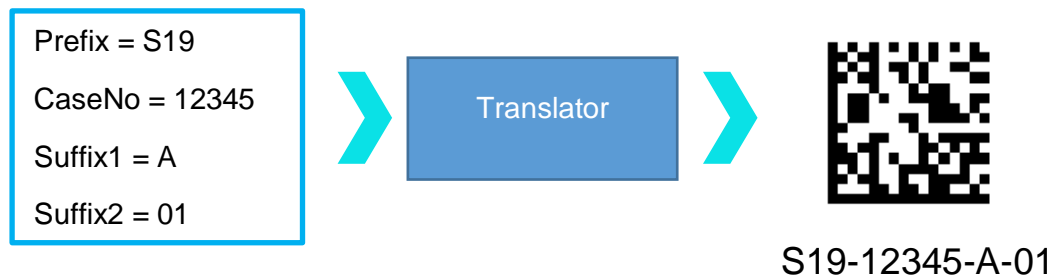 Prefix = S19
CaseNo = 12345
Suffix1 = A
Suffix2 = 01
Translator
S19-12345-A-01